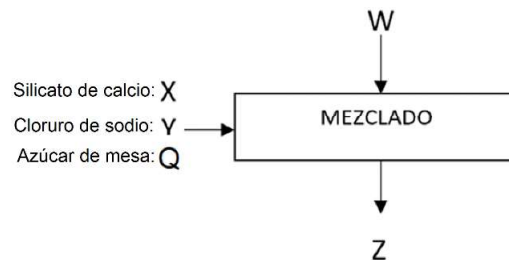 W
Silicato de calcio: X
Cloruro de sodio: Y
Azúcar de mesa: Q
MEZCLADO
Z